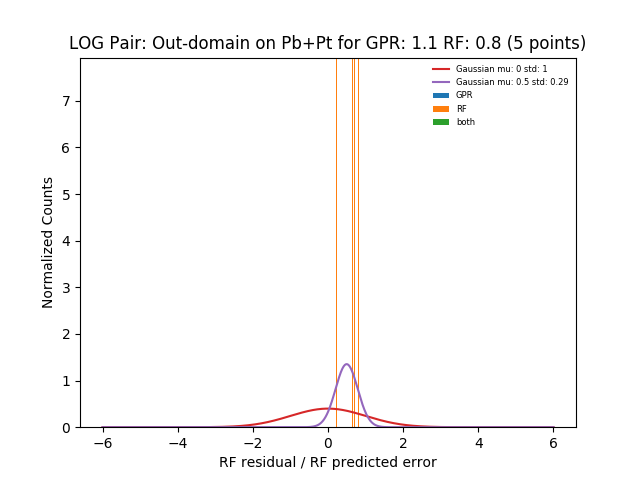 LOG Pair: Out-domain on Pb+Pt for GPR: 1.1 RF: 0.8 (5 points)
Gaussian mu: 0 std: 1
Gaussian mu: 0.5 std: 0.29
GPR
RF
both
Normalized Counts
7
6
5
4
3
2
1
0
−6 −4 −2 0 2 4 6
RF residual / RF predicted error